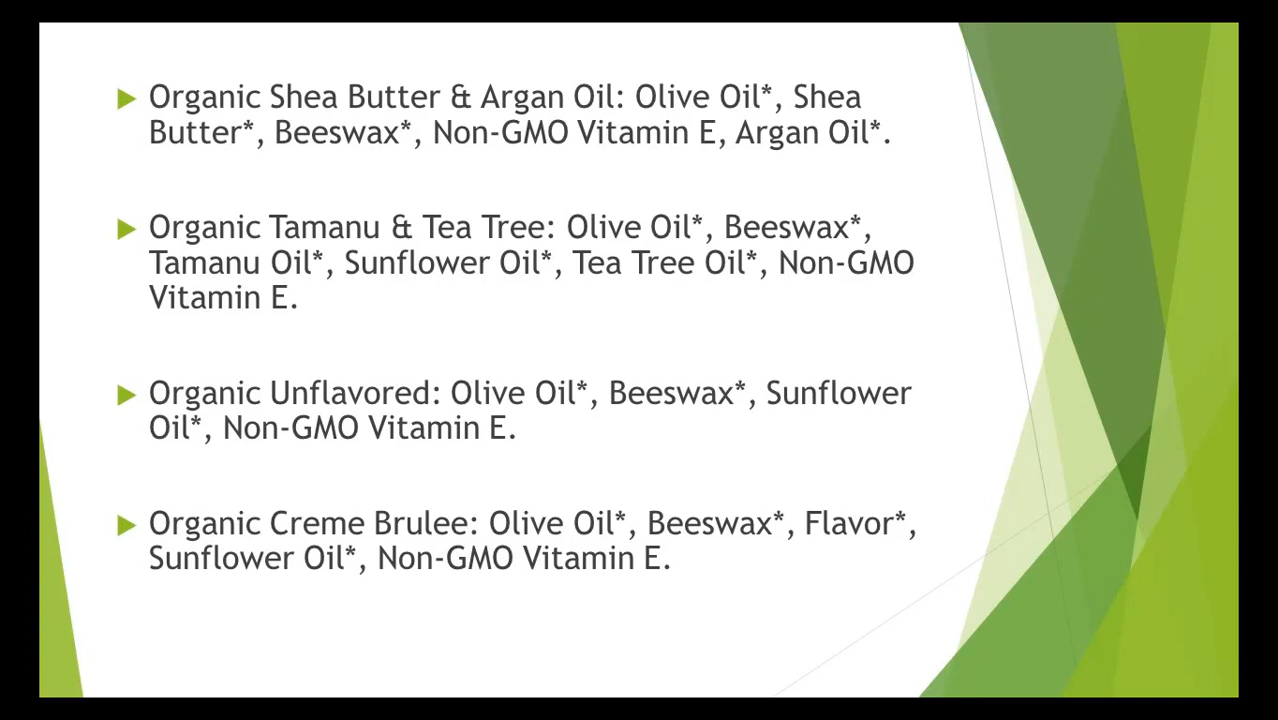 Organic Shea Butter & Argan Oil: Olive Oil*, Shea
Butter*, Beeswax*, Non-GMO Vitamin E, Argan Oil*.
Organic Tamanu & Tea Tree: Olive Oil*, Beeswax*,
Tamanu Oil*, Sunflower Oil*, Tea Tree Oil*, Non-GMO
Vitamin E.
Organic Unflavored: Olive Oil*, Beeswax*, Sunflower
Oil*, Non-GMO Vitamin E.
Organic Creme Brulee: Olive Oil*, Beeswax*, Flavor*,
Sunflower Oil*, Non-GMO Vitamin E.